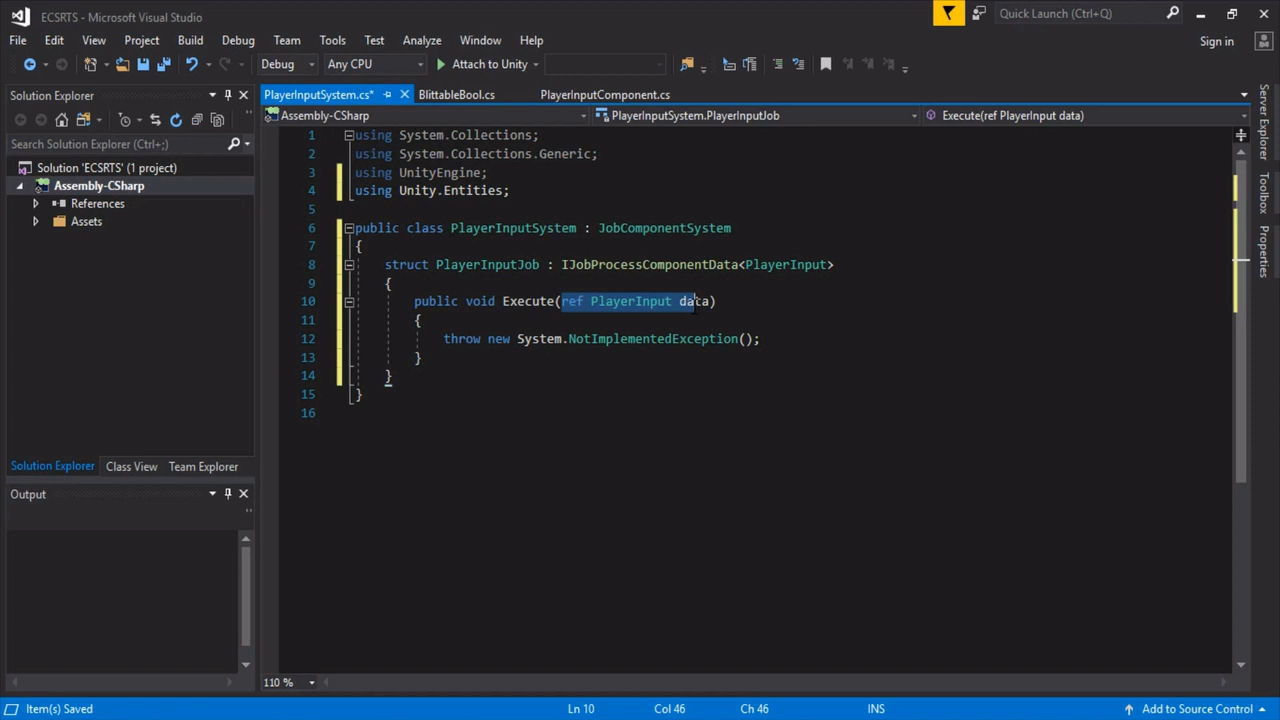 ECSRTS - Microsoft Visual Studio
Quick Launch (Ctrl+Q)
File Edit View Project Build Debug Team Tools Test Analyze Window Help
Sign in
Debug Any CPU Attach to Unity
Solution Explorer
PlayerInputSystem.cs* BlittableBool.cs PlayerInputComponent.cs
Assembly-CSharp PlayerInputSystem.PlayerInputJob Execute(ref PlayerInput data)
Search Solution Explorer (Ctrl+;)
Solution 'ECSRTS' (1 project)
Assembly-CSharp
References
Assets
Solution Explorer Class View Team Explorer
Output
1 using System.Collections;
2 using System.Collections.Generic;
3 using UnityEngine;
4 using Unity.Entities;
5
6 public class PlayerInputSystem : JobComponentSystem
7 {
8 struct PlayerInputJob : IJobProcessComponentData<PlayerInput>
9 {
10 public void Execute(ref PlayerInput data)
11 {
12 throw new System.NotImplementedException();
13 }
14 }
15 }
16
110 %
Server Explorer
Toolbox
Properties
Item(s) Saved Ln 10 Col 46 Ch 46 INS Add to Source Control